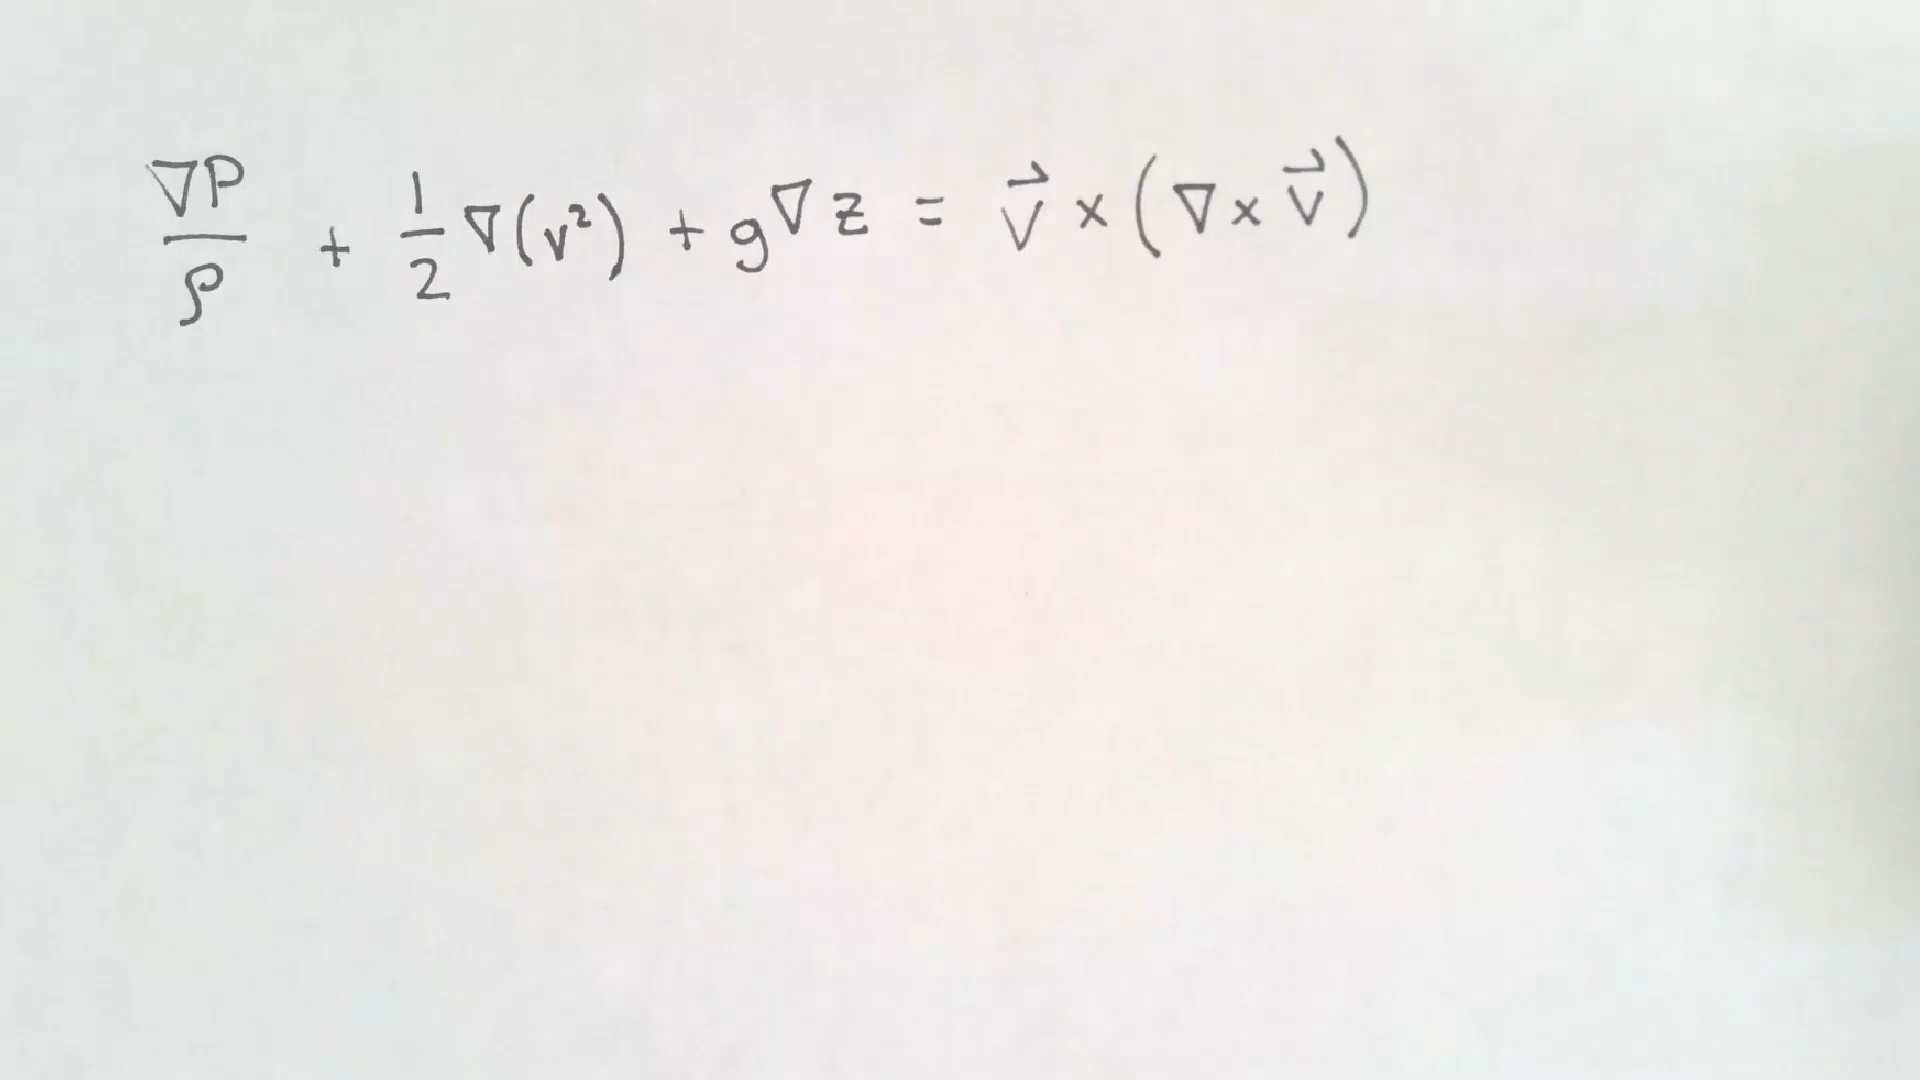 ∇P/ρ + 1/2 ∇(v²) + g∇z = v⃗ × (∇ × v⃗)